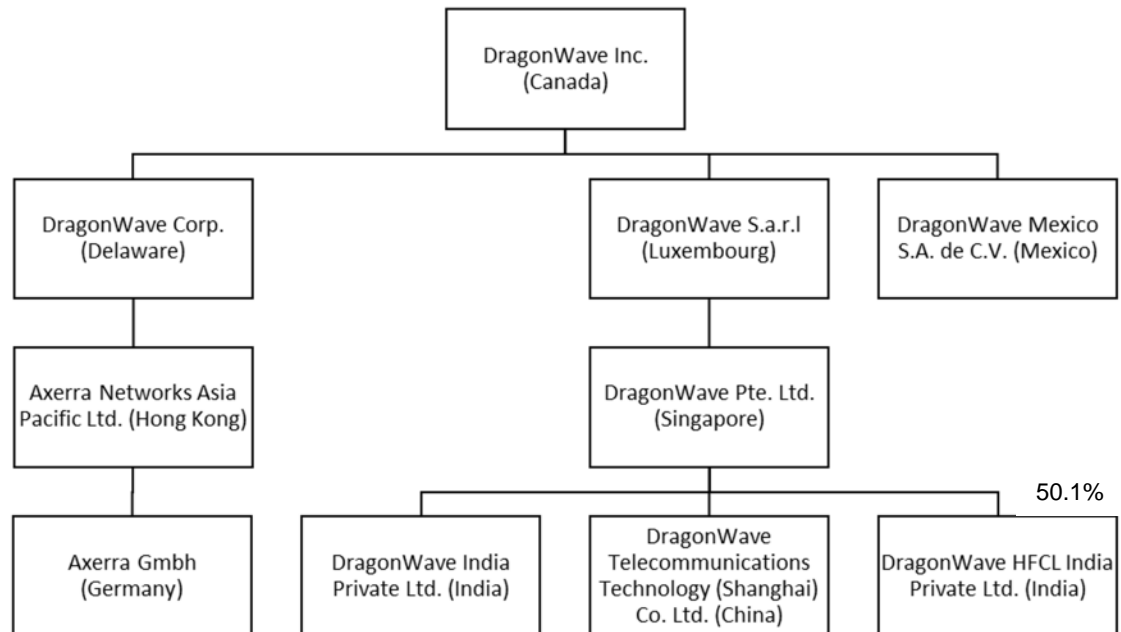 DragonWave Inc.
(Canada)
DragonWave Corp.
(Delaware)
DragonWave S.a.r.l
(Luxembourg)
DragonWave Mexico
S.A. de C.V. (Mexico)
Axerra Networks Asia
Pacific Ltd. (Hong Kong)
DragonWave Pte. Ltd.
(Singapore)
50.1%
Axerra Gmbh
(Germany)
DragonWave India
Private Ltd. (India)
DragonWave
Telecommunications
Technology (Shanghai)
Co. Ltd. (China)
DragonWave HFCL India
Private Ltd. (India)